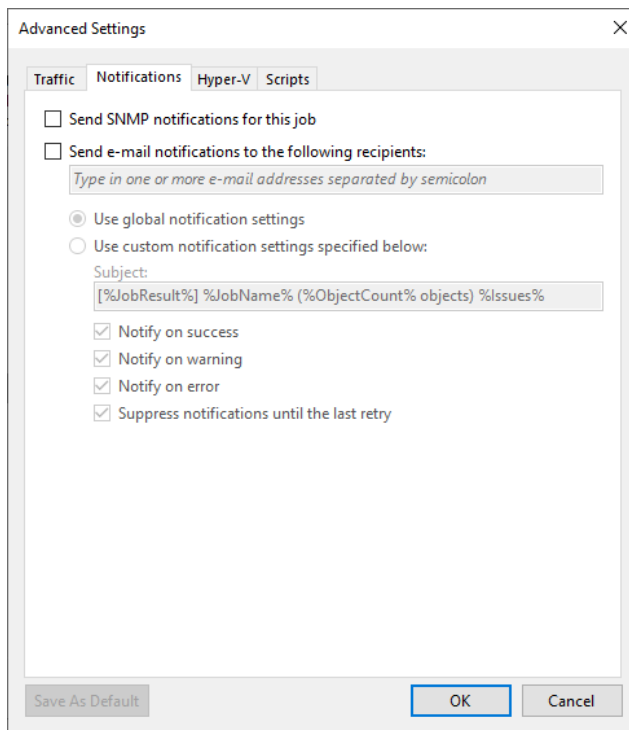 Advanced Settings
Traffic Notifications Hyper-V Scripts
Send SNMP notifications for this job
Send e-mail notifications to the following recipients:
Type in one or more e-mail addresses separated by semicolon
Use global notification settings
Use custom notification settings specified below:
Subject:
[%JobResult%] %JobName% (%ObjectCount% objects) %Issues%
Notify on success
Notify on warning
Notify on error
Suppress notifications until the last retry
Save As Default OK Cancel